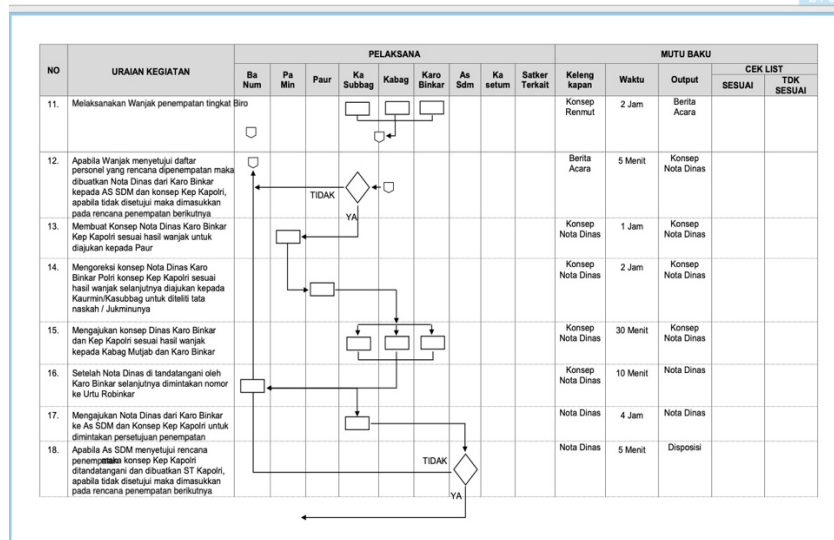 PELAKSANA
MUTU BAKU
NO
URAIAN KEGIATAN
Ba
Num
Pa
Min
Paur
Ka
Subbag
Kabag
Karo
Binkar
As
Sdm
Ka
setum
Satker
Terkait
Keleng
kapan
Waktu
Output
CEK LIST
SESUAI
TDK
SESUAI
11. Melaksanakan Wanjak penempatan tingkat Biro
Konsep
Renmut
2 Jam
Berita
Acara
12. Apabila Wanjak menyetujui daftar
personel yang rencana dipenempatan maka
dibuatkan Nota Dinas dari Karo Binkar
kepada AS SDM dan konsep Kep Kapolri,
apabila tidak disetujui maka dimasukkan
pada rencana penempatan berikutnya
TIDAK
YA
Berita
Acara
5 Menit
Konsep
Nota Dinas
13. Membuat Konsep Nota Dinas Karo Binkar
Kep Kapolri sesuai hasil wanjak untuk
diajukan kepada Paur
Konsep
Nota Dinas
1 Jam
Konsep
Nota Dinas
14. Mengoreksi konsep Nota Dinas Karo
Binkar Polri konsep Kep Kapolri sesuai
hasil wanjak selanjutnya diajukan kepada
Kaurmin/Kasubbag untuk diteliti tata
naskah / Jukminunya
Konsep
Nota Dinas
2 Jam
Konsep
Nota Dinas
15. Mengajukan konsep Dinas Karo Binkar
dan Kep Kapolri sesuai hasil wanjak
kepada Kabag Mutjab dan Karo Binkar
Konsep
Nota Dinas
30 Menit
Konsep
Nota Dinas
16. Setelah Nota Dinas di tandatangani oleh
Karo Binkar selanjutnya dimintakan nomor
ke Urtu Robinkar
Konsep
Nota Dinas
10 Menit
Nota Dinas
17. Mengajukan Nota Dinas dari Karo Binkar
ke As SDM dan Konsep Kep Kapolri untuk
dimintakan persetujuan penempatan
Nota Dinas
4 Jam
Nota Dinas
18. Apabila As SDM menyetujui rencana
konsep Kep Kapolri
ditandatangani dan dibuatkan ST Kapolri,
apabila tidak disetujui maka dimasukkan
pada rencana penempatan berikutnya
TIDAK
YA
Nota Dinas
5 Menit
Disposisi